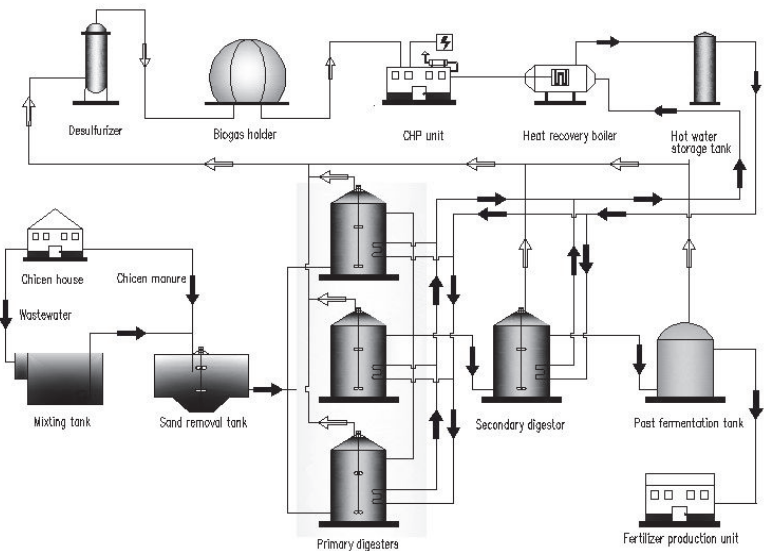 Desulfurizer
Biogas holder
CHP unit
Heat recovery boiler
Hot water
storage tank
Chicen house
Chicen manure
Wastewater
Mixting tank
Sand removal tank
Secondary digestor
Past fermentation tank
Primary digesters
Fertilizer production unit